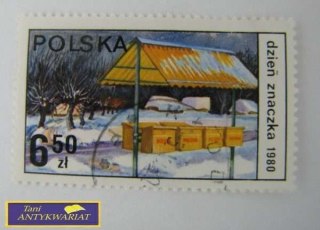 POLSKA
dzień znaczka 1980
6.50
zł
Tani
ANTYKWARIAT